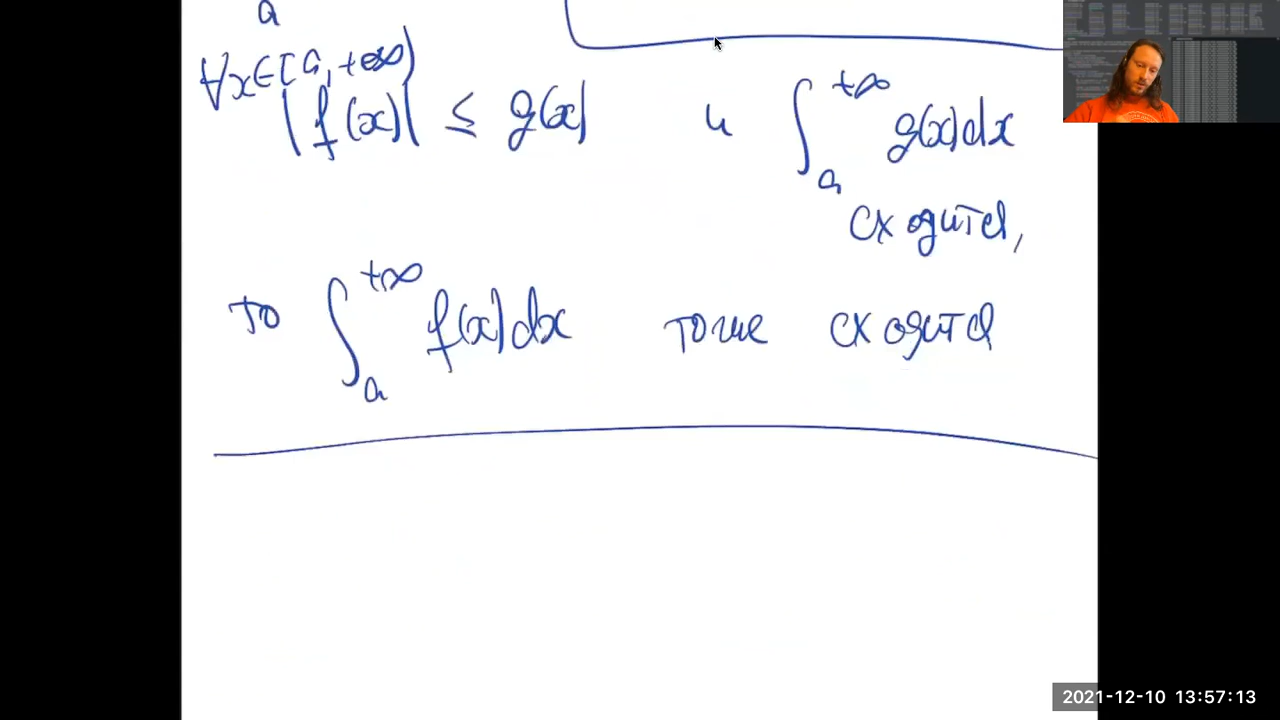 a
∀x∈[a, +∞)
|f(x)| ≤ g(x) и ∫_a^{+∞} g(x)dx
сходится,
то ∫_a^{+∞} f(x)dx тоже сходится
2021-12-10 13:57:13